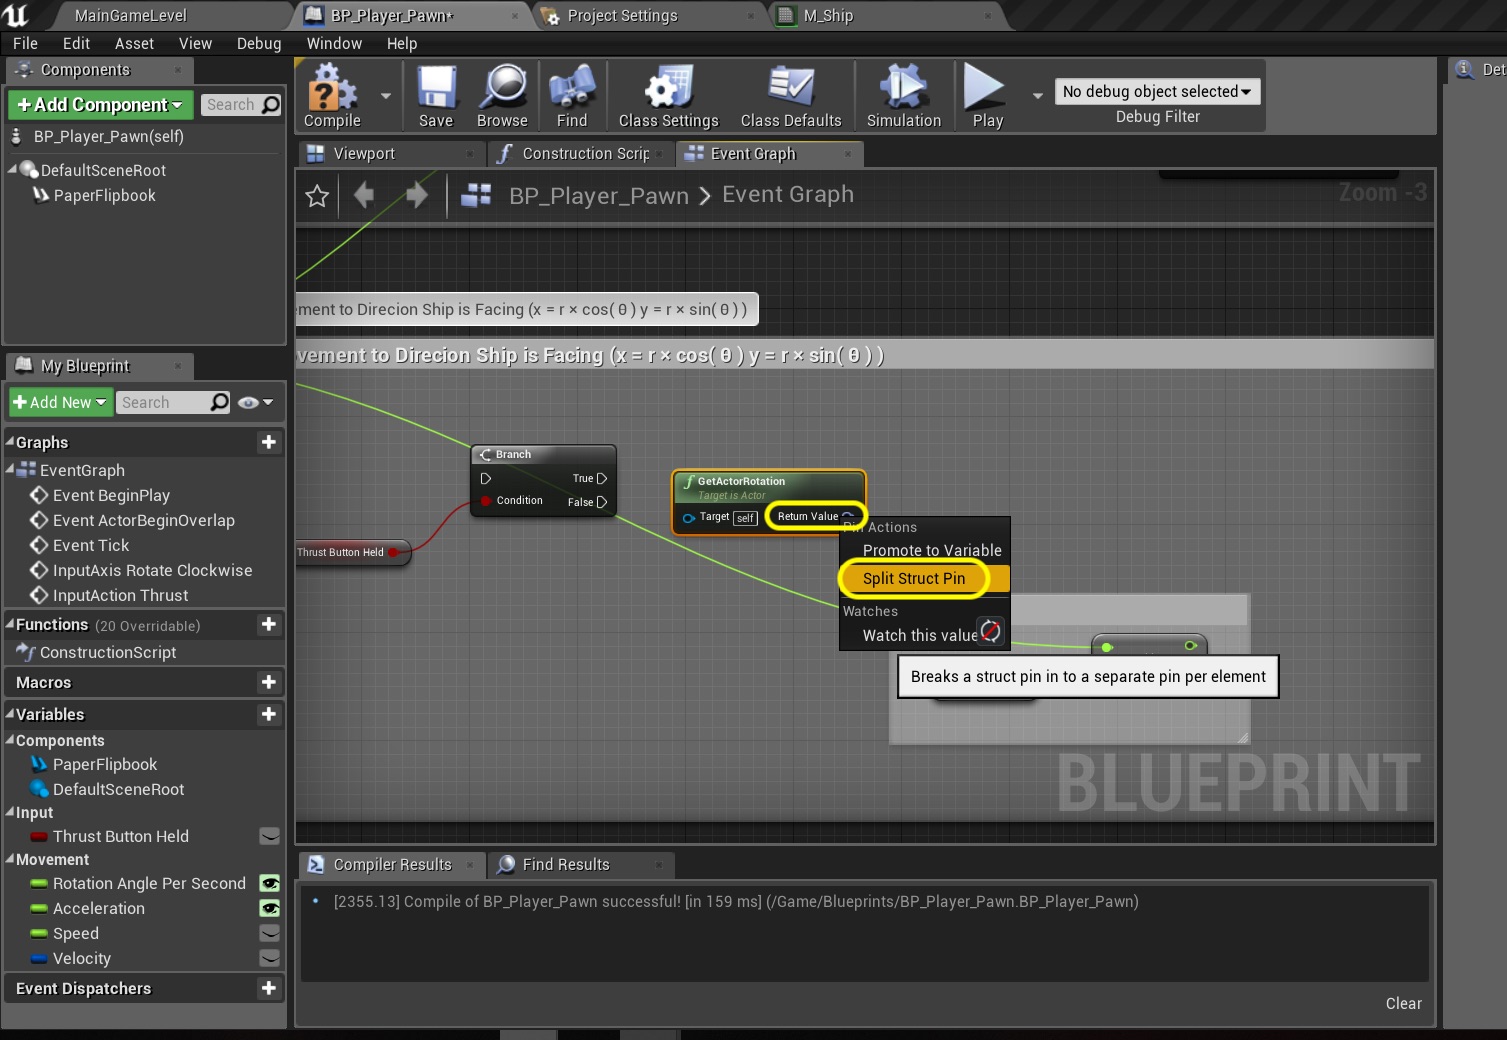 MainGameLevel
BP_Player_Pawn*
Project Settings
M_Ship
File Edit Asset View Debug Window Help
Components
+Add Component
Search
BP_Player_Pawn(self)
DefaultSceneRoot
PaperFlipbook
Compile
Save
Browse
Find
Class Settings
Class Defaults
Simulation
Play
No debug object selected
Debug Filter
Det
Viewport
Construction Scrip
Event Graph
BP_Player_Pawn > Event Graph
Zoom -3
ement to Direcion Ship is Facing (x = r × cos( θ ) y = r × sin( θ ) )
vement to Direcion Ship is Facing (x = r × cos( θ ) y = r × sin( θ ) )
Branch
True
Condition
False
Thrust Button Held
GetActorRotation
Target is Actor
Target self
Return Value
Pin Actions
Promote to Variable
Split Struct Pin
Watches
Watch this value
Breaks a struct pin in to a separate pin per element
BLUEPRINT
My Blueprint
+Add New
Search
Graphs
EventGraph
Event BeginPlay
Event ActorBeginOverlap
Event Tick
InputAxis Rotate Clockwise
InputAction Thrust
Functions (20 Overridable)
ConstructionScript
Macros
Variables
Components
PaperFlipbook
DefaultSceneRoot
Input
Thrust Button Held
Movement
Rotation Angle Per Second
Acceleration
Speed
Velocity
Event Dispatchers
Compiler Results
Find Results
[2355.13] Compile of BP_Player_Pawn successful! [in 159 ms] (/Game/Blueprints/BP_Player_Pawn.BP_Player_Pawn)
Clear